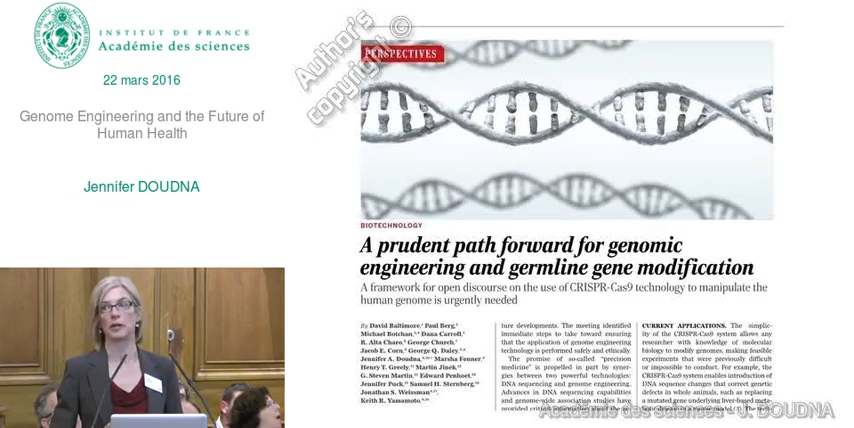 INSTITUT DE FRANCE
Académie des sciences
22 mars 2016
Genome Engineering and the Future of
Human Health
Jennifer DOUDNA
Author's ©
copyright
PERSPECTIVES
BIOTECHNOLOGY
A prudent path forward for genomic
engineering and germline gene modification
A framework for open discourse on the use of CRISPR-Cas9 technology to manipulate the
human genome is urgently needed
By David Baltimore, Paul Berg,
Michael Botchan, Dana Carroll,
R. Alta Charo, George Church,
Jacob E. Corn, George Q. Daley,
Jennifer A. Doudna, Marsha Fenner,
Henry T. Greely, Martin Jinek,
G. Steven Martin, Edward Penhoet,
Jennifer Puck, Samuel H. Sternberg,
Jonathan S. Weissman,
Keith R. Yamamoto,
ture developments. The meeting identified
immediate steps to take toward ensuring
that the application of genome engineering
technology is performed safely and ethically.
The promise of so-called "precision
medicine" is propelled in part by syner-
gies between two powerful technologies:
DNA sequencing and genome engineering.
Advances in DNA sequencing capabilities
and genome-wide association studies have
provided critical information about the
CURRENT APPLICATIONS. The simplic-
ity of the CRISPR-Cas9 system allows any
researcher with knowledge of molecular
biology to modify genomes, making feasible
experiments that were previously difficult
or impossible to conduct. For example, the
CRISPR-Cas9 system enables introduction of
DNA sequence changes that correct genetic
defects in whole animals, such as replacing
a mutated gene underlying liver-based meta-
Académie des sciences - J. DOUDNA